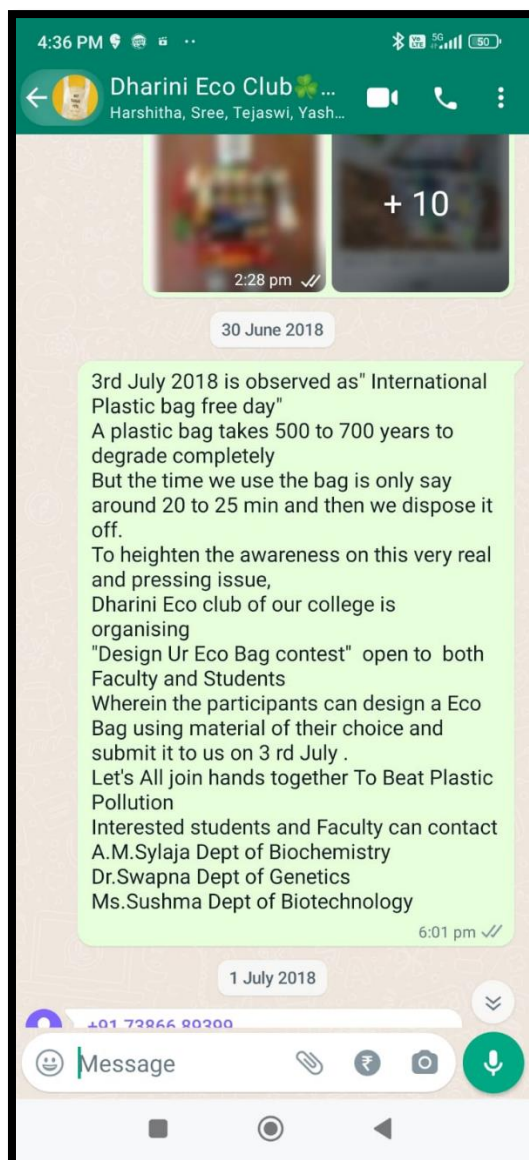 4:36 PM
5G
50
Dharini Eco Club☘️...
Harshitha, Sree, Tejaswi, Yash...
+ 10
2:28 pm
30 June 2018
3rd July 2018 is observed as" International
Plastic bag free day"
A plastic bag takes 500 to 700 years to
degrade completely
But the time we use the bag is only say
around 20 to 25 min and then we dispose it
off.
To heighten the awareness on this very real
and pressing issue,
Dharini Eco club of our college is
organising
"Design Ur Eco Bag contest" open to both
Faculty and Students
Wherein the participants can design a Eco
Bag using material of their choice and
submit it to us on 3 rd July .
Let's All join hands together To Beat Plastic
Pollution
Interested students and Faculty can contact
A.M.Sylaja Dept of Biochemistry
Dr.Swapna Dept of Genetics
Ms.Sushma Dept of Biotechnology
6:01 pm
1 July 2018
+91 73866 89399
Message
₹